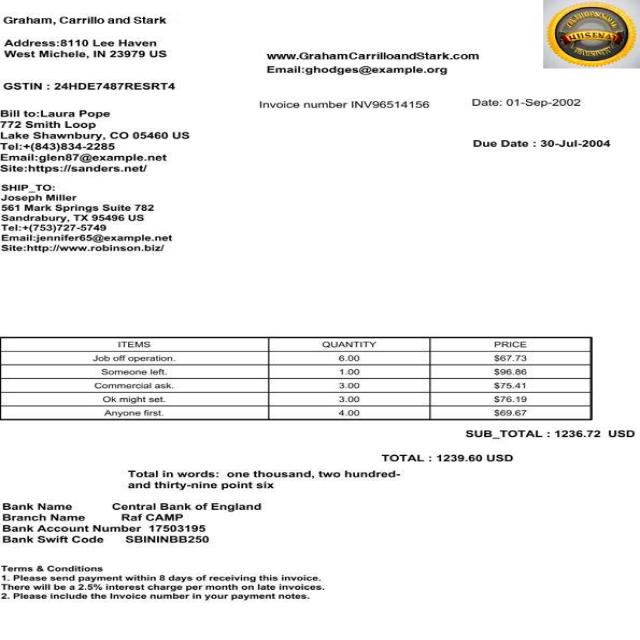 Graham, Carrillo and Stark
Address:8110 Lee Haven
West Michele, IN 23979 US
www.GrahamCarrilloandStark.com
Email:ghodges@example.org
GSTIN : 24HDE7487RESRT4
Invoice number INV96514156
Date: 01-Sep-2002
Due Date : 30-Jul-2004
Bill to:Laura Pope
772 Smith Loop
Lake Shawnbury, CO 05460 US
Tel:+(843)834-2285
Email:glen87@example.net
Site:https://sanders.net/
SHIP_TO:
Joseph Miller
561 Mark Springs Suite 782
Sandrabury, TX 95496 US
Tel:+(753)727-5749
Email:jennifer65@example.net
Site:http://www.robinson.biz/
ITEMS QUANTITY PRICE
Job off operation. 6.00 $67.73
Someone left. 1.00 $96.86
Commercial ask. 3.00 $75.41
Ok might set. 3.00 $76.19
Anyone first. 4.00 $69.67
SUB_TOTAL : 1236.72 USD
TOTAL : 1239.60 USD
Total in words: one thousand, two hundred-
and thirty-nine point six
Bank Name Central Bank of England
Branch Name Raf CAMP
Bank Account Number 17503195
Bank Swift Code SBININBB250
Terms & Conditions
1. Please send payment within 8 days of receiving this invoice.
There will be a 2.5% interest charge per month on late invoices.
2. Please include the Invoice number in your payment notes.